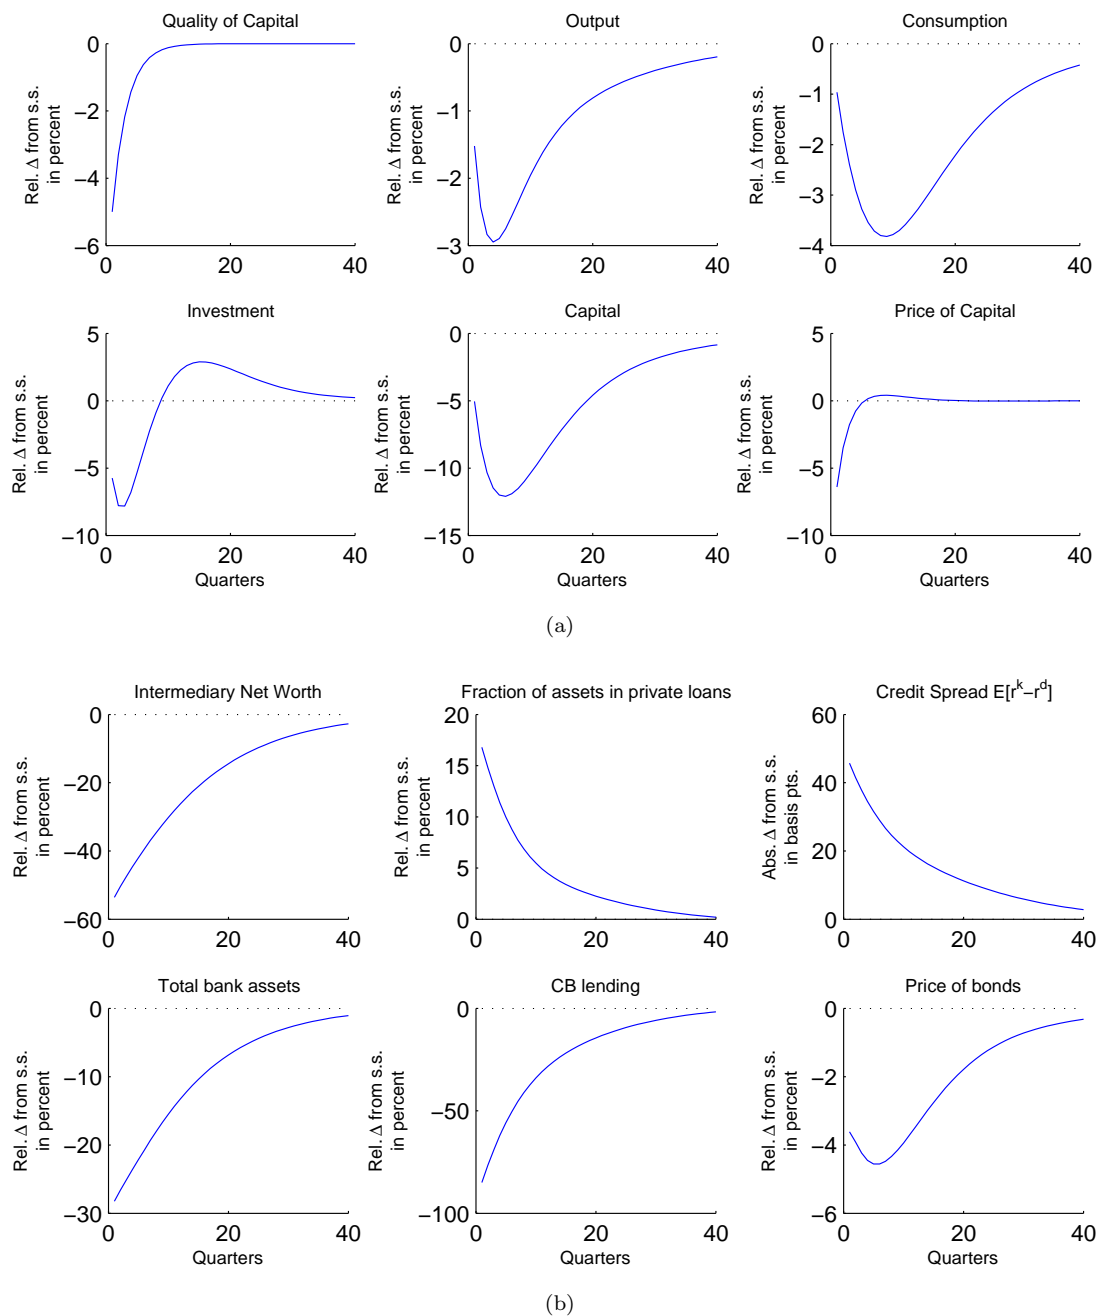 Quality of Capital
Output
Consumption
Rel. Δ from s.s.
in percent
0
−2
−4
−6
0
20
40
Rel. Δ from s.s.
in percent
0
−1
−2
−3
0
20
40
Rel. Δ from s.s.
in percent
0
−1
−2
−3
−4
0
20
40
Investment
Capital
Price of Capital
Rel. Δ from s.s.
in percent
5
0
−5
−10
0
20
40
Quarters
Rel. Δ from s.s.
in percent
0
−5
−10
−15
0
20
40
Quarters
Rel. Δ from s.s.
in percent
5
0
−5
−10
0
20
40
Quarters
(a)
Intermediary Net Worth
Fraction of assets in private loans
Credit Spread E[r^k−r^d]
Rel. Δ from s.s.
in percent
0
−20
−40
−60
0
20
40
Rel. Δ from s.s.
in percent
20
15
10
5
0
0
20
40
Abs. Δ from s.s.
in basis pts.
60
40
20
0
0
20
40
Total bank assets
CB lending
Price of bonds
Rel. Δ from s.s.
in percent
0
−10
−20
−30
0
20
40
Quarters
Rel. Δ from s.s.
in percent
0
−50
−100
0
20
40
Quarters
Rel. Δ from s.s.
in percent
0
−2
−4
−6
0
20
40
Quarters
(b)